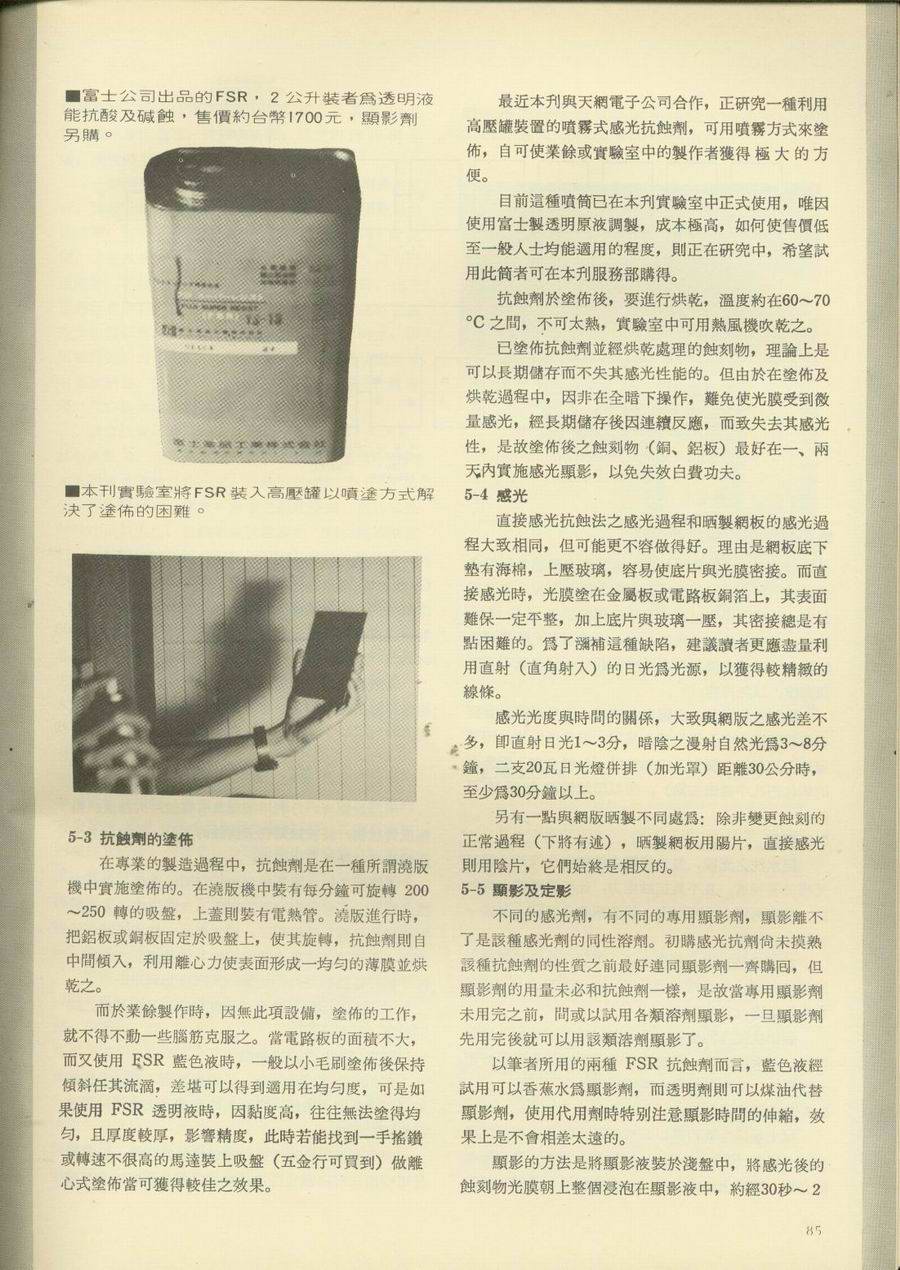 ■富士公司出品的FSR，2 公升裝者爲透明液
能抗酸及碱蝕，售價約台幣1700元，顯影劑
另購。
FUJI SUPER RESIST
富士薬品工業株式会社
■本刋實驗室將FSR 裝入高壓罐以噴塗方式解
決了塗佈的困難。
5-3 抗蝕劑的塗佈
在專業的製造過程中，抗蝕劑是在一種所謂澆版
機中實施塗佈的。在澆版機中裝有每分鐘可旋轉 200
～250 轉的吸盤，上蓋則裝有電熱管。澆版進行時，
把鋁板或銅板固定於吸盤上，使其旋轉，抗蝕劑則自
中間傾入，利用離心力使表面形成一均勻的薄膜並烘
乾之。
而於業餘製作時，因無此項設備，塗佈的工作，
就不得不動一些腦筋克服之。當電路板的面積不大，
而又使用 FSR 藍色液時，一般以小毛刷塗佈後保持
傾斜任其流滴，差堪可以得到適用在均勻度，可是如
果使用 FSR 透明液時，因黏度高，往往無法塗得均
勻，且厚度較厚，影響精度，此時若能找到一手搖鑽
或轉速不很高的馬達裝上吸盤（五金行可買到）做離
心式塗佈當可獲得較佳之效果。
最近本刋與天網電子公司合作，正硏究一種利用
高壓罐裝置的噴霧式感光抗蝕劑，可用噴霧方式來塗
佈，自可使業餘或實驗室中的製作者獲得 極 大 的 方
便。
目前這種噴筒已在本刋實驗室中正式使用，唯因
使用富士製透明原液調製，成本極高，如何使售價低
至一般人士均能適用的程度，則正在硏究中，希望試
用此筒者可在本刋服務部購得。
抗蝕劑於塗佈後，要進行烘乾，溫度約在60～70
°C 之間，不可太熱，實驗室中可用熱風機吹乾之。
已塗佈抗蝕劑並經烘乾處理的蝕刻物，理論上是
可以長期儲存而不失其感光性能的。但由於在塗佈及
烘乾過程中，因非在全暗下操作，難免使光膜受到微
量感光，經長期儲存後因連續反應，而致失去其感光
性，是故塗佈後之蝕刻物（銅、鋁板）最好在一、兩
天內實施感光顯影，以免失效白費功夫。
5-4 感光
直接感光抗蝕法之感光過程和晒製網板的感光過
程大致相同，但可能更不容做得好。理由是網板底下
墊有海棉，上壓玻璃，容易使底片與光膜密接。而直
接感光時，光膜塗在金屬板或電路板銅箔上，其表面
難保一定平整，加上底片與玻璃一壓，其密接總是有
點困難的。爲了彌補這種缺陷，建議讀者更應盡量利
用直射（直角射入）的日光爲光源，以獲得較精緻的
線條。
感光光度與時間的關係，大致與網版之感光差不
多，卽直射日光1～3分，暗陰之漫射自然光爲3～8分
鐘，二支20瓦日光燈併排（加光罩）距離30公分時，
至少爲30分鐘以上。
另有一點與網版晒製不同處爲：除非變更蝕刻的
正常過程（下將有述），晒製網板用陽片，直接感光
則用陰片，它們始終是相反的。
5-5 顯影及定影
不同的感光劑，有不同的專用顯影劑，顯影離不
了是該種感光劑的同性溶劑。初購感光抗劑尙未摸熟
該種抗蝕劑的性質之前最好連同顯影劑一齊購囘，但
顯影劑的用量未必和抗蝕劑一樣，是故當專用顯影劑
未用完之前，間或以試用各類溶劑顯影，一旦顯影劑
先用完後就可以用該類溶劑顯影了。
以筆者所用的兩種 FSR 抗蝕劑而言，藍色液經
試用可以香蕉水爲顯影劑，而透明劑則可以煤油代替
顯影劑，使用代用劑時特別注意顯影時間的伸縮，效
果上是不會相差太遠的。
顯影的方法是將顯影液裝於淺盤中，將感光後的
蝕刻物光膜朝上整個浸泡在顯影液中，約經30秒～ 2
85